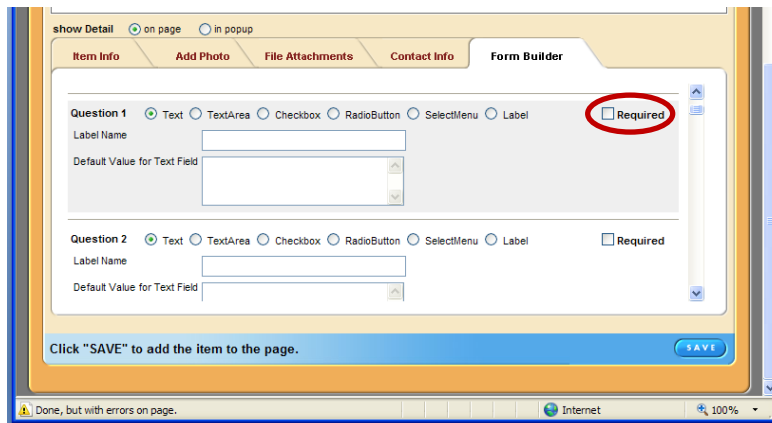 show Detail on page in popup
Item Info Add Photo File Attachments Contact Info Form Builder
Question 1 Text TextArea Checkbox RadioButton SelectMenu Label Required
Label Name
Default Value for Text Field
Question 2 Text TextArea Checkbox RadioButton SelectMenu Label Required
Label Name
Default Value for Text Field
Click "SAVE" to add the item to the page. SAVE
Done, but with errors on page. Internet 100%